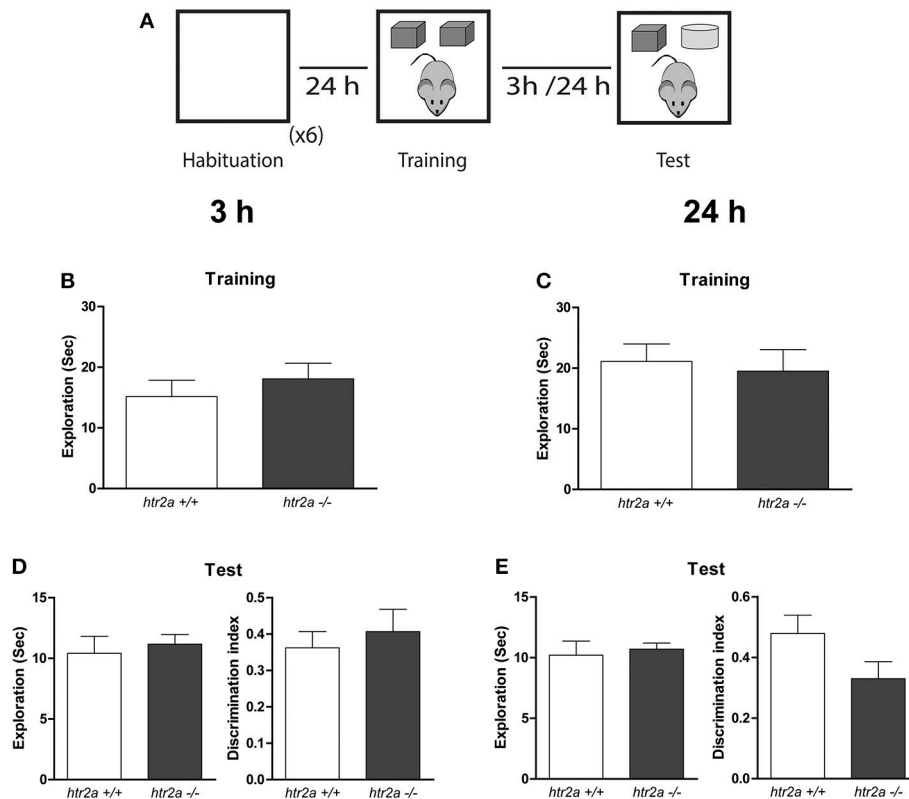 A
24 h
3h /24 h
(x6)
Habituation
Training
Test
3 h
24 h
B
Training
Exploration (Sec)
30
20
10
0
htr2a +/+
htr2a -/-
C
Training
Exploration (Sec)
30
20
10
0
htr2a +/+
htr2a -/-
D
Test
Exploration (Sec)
15
10
5
0
htr2a +/+
htr2a -/-
Discrimination index
0.5
0.4
0.3
0.2
0.1
0.0
htr2a +/+
htr2a -/-
E
Test
Exploration (Sec)
15
10
5
0
htr2a +/+
htr2a -/-
Discrimination index
0.6
0.4
0.2
0.0
htr2a +/+
htr2a -/-